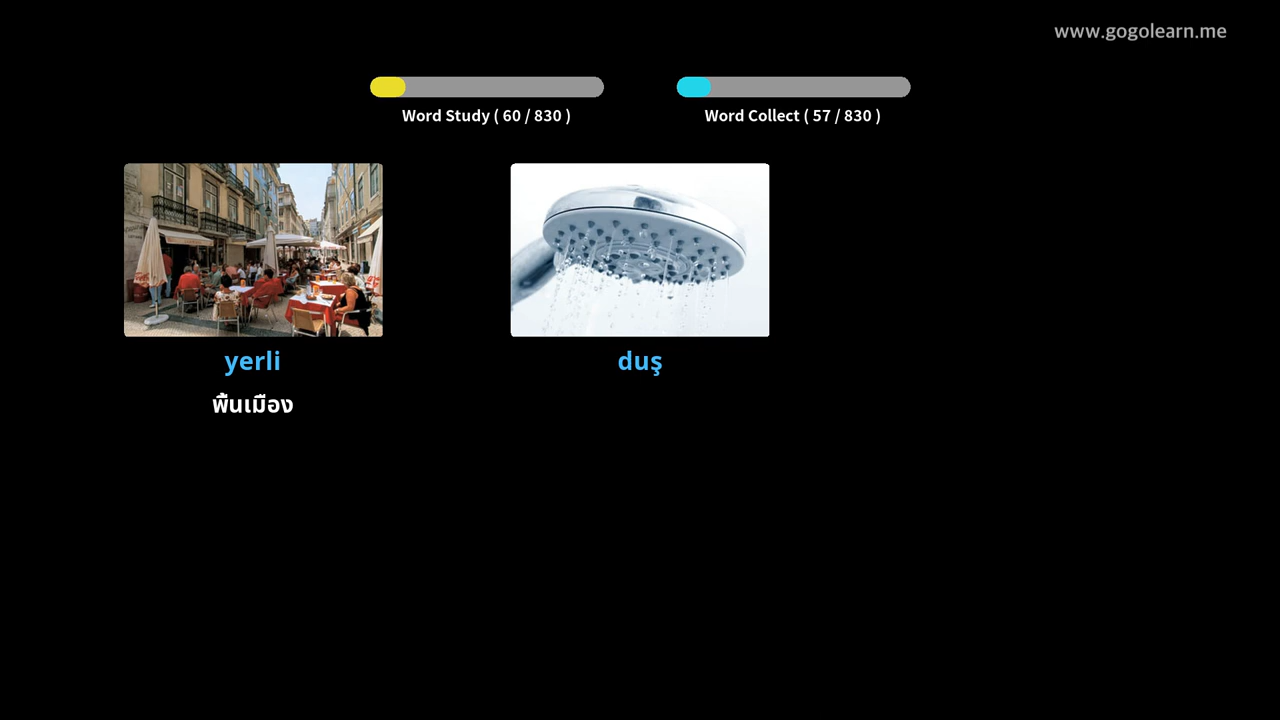 www.gogolearn.me
Word Study ( 60 / 830 )
Word Collect ( 57 / 830 )
yerli
duş
พื้นเมือง